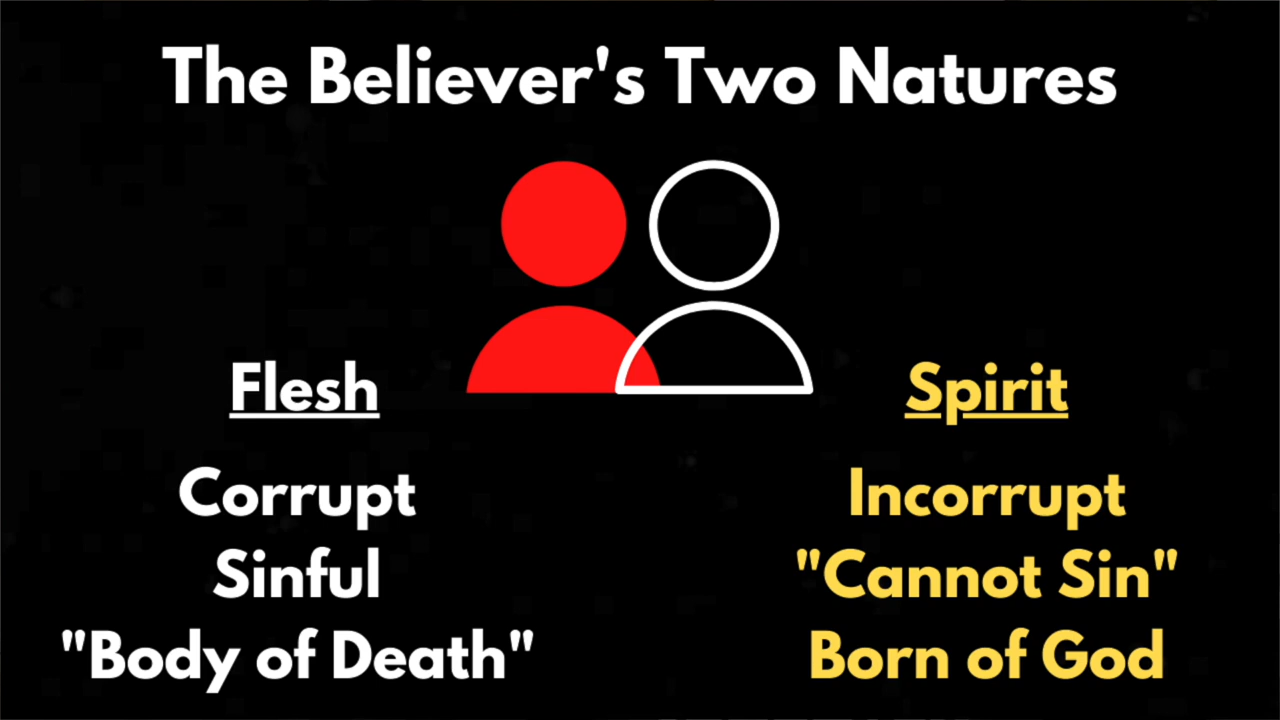 The Believer's Two Natures
Flesh
Corrupt
Sinful
"Body of Death"
Spirit
Incorrupt
"Cannot Sin"
Born of God